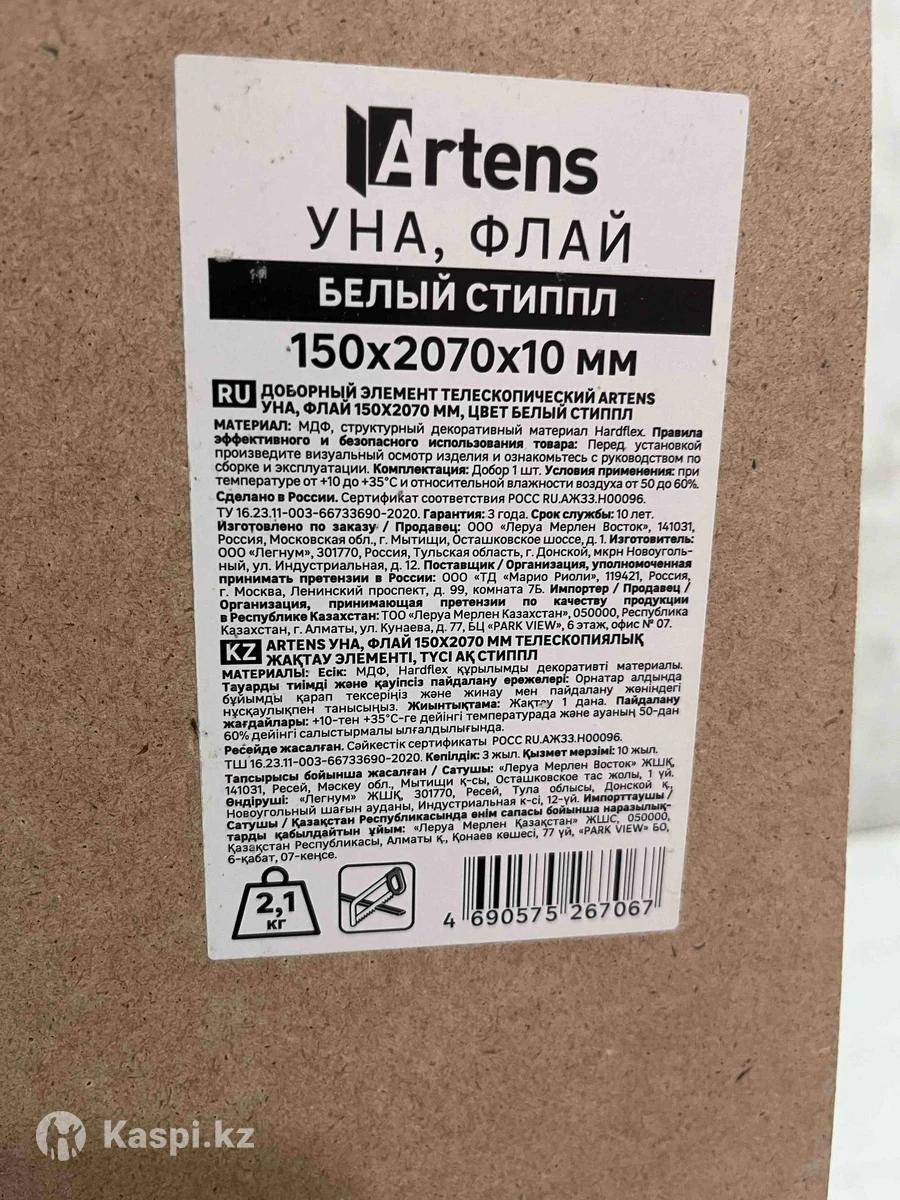 Artens
УНА, ФЛАЙ
БЕЛЫЙ СТИППЛ
150x2070x10 мм
RU ДОБОРНЫЙ ЭЛЕМЕНТ ТЕЛЕСКОПИЧЕСКИЙ ARTENS
УНА, ФЛАЙ 150X2070 ММ, ЦВЕТ БЕЛЫЙ СТИППЛ
МАТЕРИАЛ: МДФ, структурный декоративный материал Hardflex. Правила
эффективного и безопасного использования товара: Перед установкой
произведите визуальный осмотр изделия и ознакомьтесь с руководством по
сборке и эксплуатации. Комплектация: Добор 1 шт. Условия применения: при
температуре от +10 до +35°C и относительной влажности воздуха от 50 до 60%.
Сделано в России. Сертификат соответствия РОСС RU.АЖ33.Н00096.
ТУ 16.23.11-003-66733690-2020. Гарантия: 3 года. Срок службы: 10 лет.
Изготовлено по заказу / Продавец: ООО «Леруа Мерлен Восток», 141031,
Россия, Московская обл., г. Мытищи, Осташковское шоссе, д. 1. Изготовитель:
ООО «Легнум», 301770, Россия, Тульская область, г. Донской, мкрн Новоуголь-
ный, ул. Индустриальная, д. 12. Поставщик / Организация, уполномоченная
принимать претензии в России: ООО «ТД «Марио Риоли», 119421, Россия,
г. Москва, Ленинский проспект, д. 99, комната 7Б. Импортер / Продавец /
Организация, принимающая претензии по качеству продукции
в Республике Казахстан: ТОО «Леруа Мерлен Казахстан», 050000, Республика
Казахстан, г. Алматы, ул. Кунаева, д. 77, БЦ «PARK VIEW», 6 этаж, офис № 07.
KZ ARTENS УНА, ФЛАЙ 150X2070 ММ ТЕЛЕСКОПИЯЛЫҚ
ЖАҚТАУ ЭЛЕМЕНТІ, ТҮСІ АҚ СТИППЛ
МАТЕРИАЛЫ: Есік: МДФ, Hardflex құрылымды декоративті материалы.
Тауарды тиімді және қауіпсіз пайдалану ережелері: Орнатар алдында
бұйымды қарап тексеріңіз және жинау мен пайдалану жөніндегі
нұсқаулықпен танысыңыз. Жиынтықтама: Жақтау 1 дана. Пайдалану
жағдайлары: +10-тен +35°C-ге дейінгі температурада және ауаның 50-дан
60% дейінгі салыстырмалы ылғалдылығында.
Ресейде жасалған. Сәйкестік сертификаты РОСС RU.АЖ33.Н00096.
ТШ 16.23.11-003-66733690-2020. Кепілдік: 3 жыл. Қызмет мерзімі: 10 жыл.
Тапсырысы бойынша жасалған / Сатушы: «Леруа Мерлен Восток» ЖШҚ,
141031, Ресей, Мәскеу обл., Мытищи қ-сы, Осташковское тас жолы, 1 үй.
Өндіруші: «Легнум» ЖШҚ, 301770, Ресей, Тула облысы, Донской қ.,
Новоугольный шағын ауданы, Индустриальная к-сі, 12-үй. Импорттаушы /
Сатушы / Қазақстан Республикасында өнім сапасы бойынша наразылық-
тарды қабылдайтын ұйым: «Леруа Мерлен Қазақстан» ЖШС, 050000,
Қазақстан Республикасы, Алматы қ., Қонаев көшесі, 77 үй, «PARK VIEW» БО,
6-қабат, 07-кеңсе.
2,1
кг
4 690575 267067
Kaspi.kz